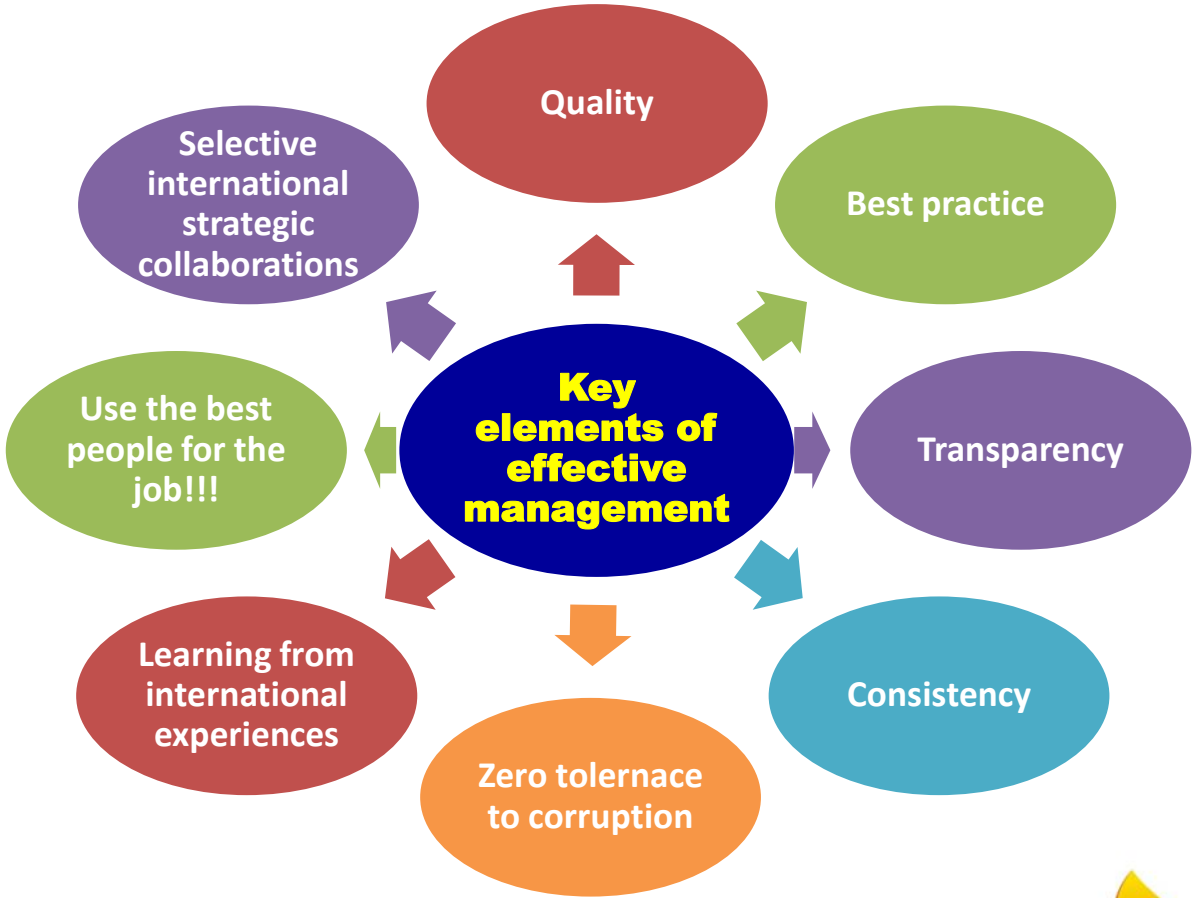 Quality
Selective
international
strategic
collaborations
Best practice
Key
elements of
effective
management
Use the best
people for the
job!!!
Transparency
Learning from
international
experiences
Consistency
Zero tolernace
to corruption